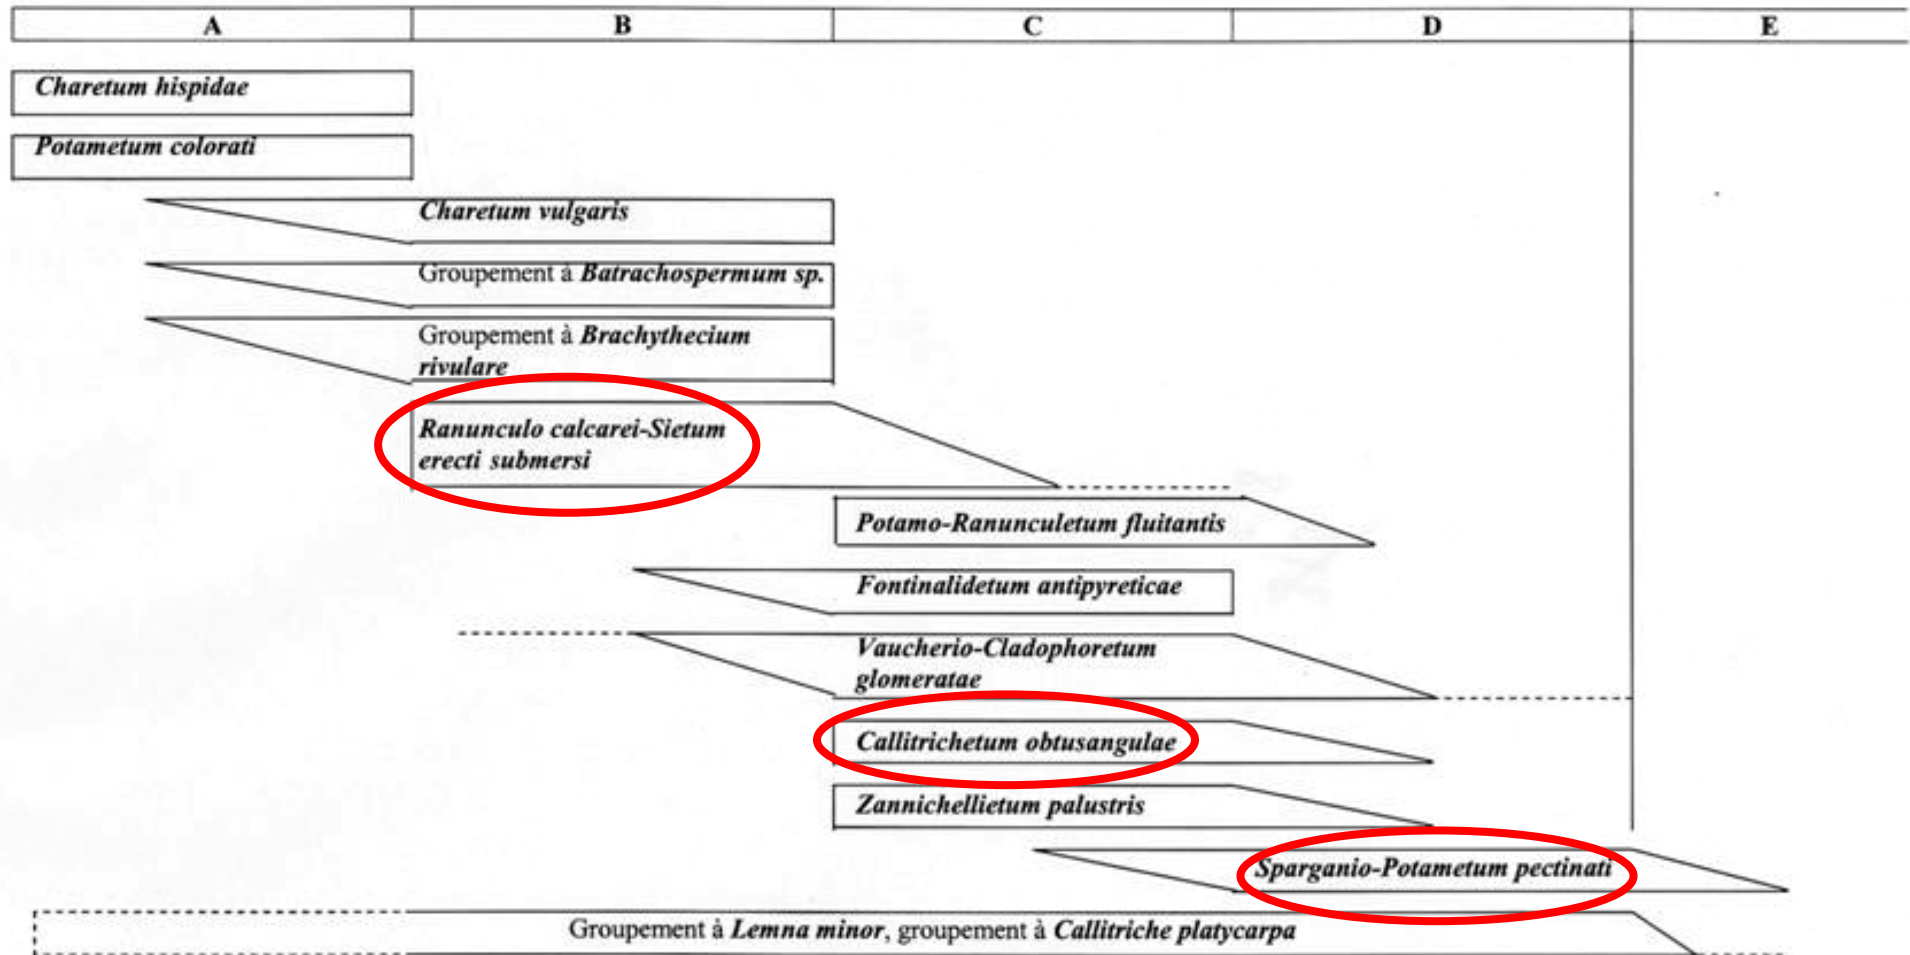 A B C D E
Charetum hispidae
Potametum colorati
Charetum vulgaris
Groupement à Batrachospermum sp.
Groupement à Brachythecium
rivulare
Ranunculo calcarei-Sietum
erecti submersi
Potamo-Ranunculetum fluitantis
Fontinalidetum antipyreticae
Vaucherio-Cladophoretum
glomeratae
Callitrichetum obtusangulae
Zannichellietum palustris
Sparganio-Potametum pectinati
Groupement à Lemna minor, groupement à Callitriche platycarpa